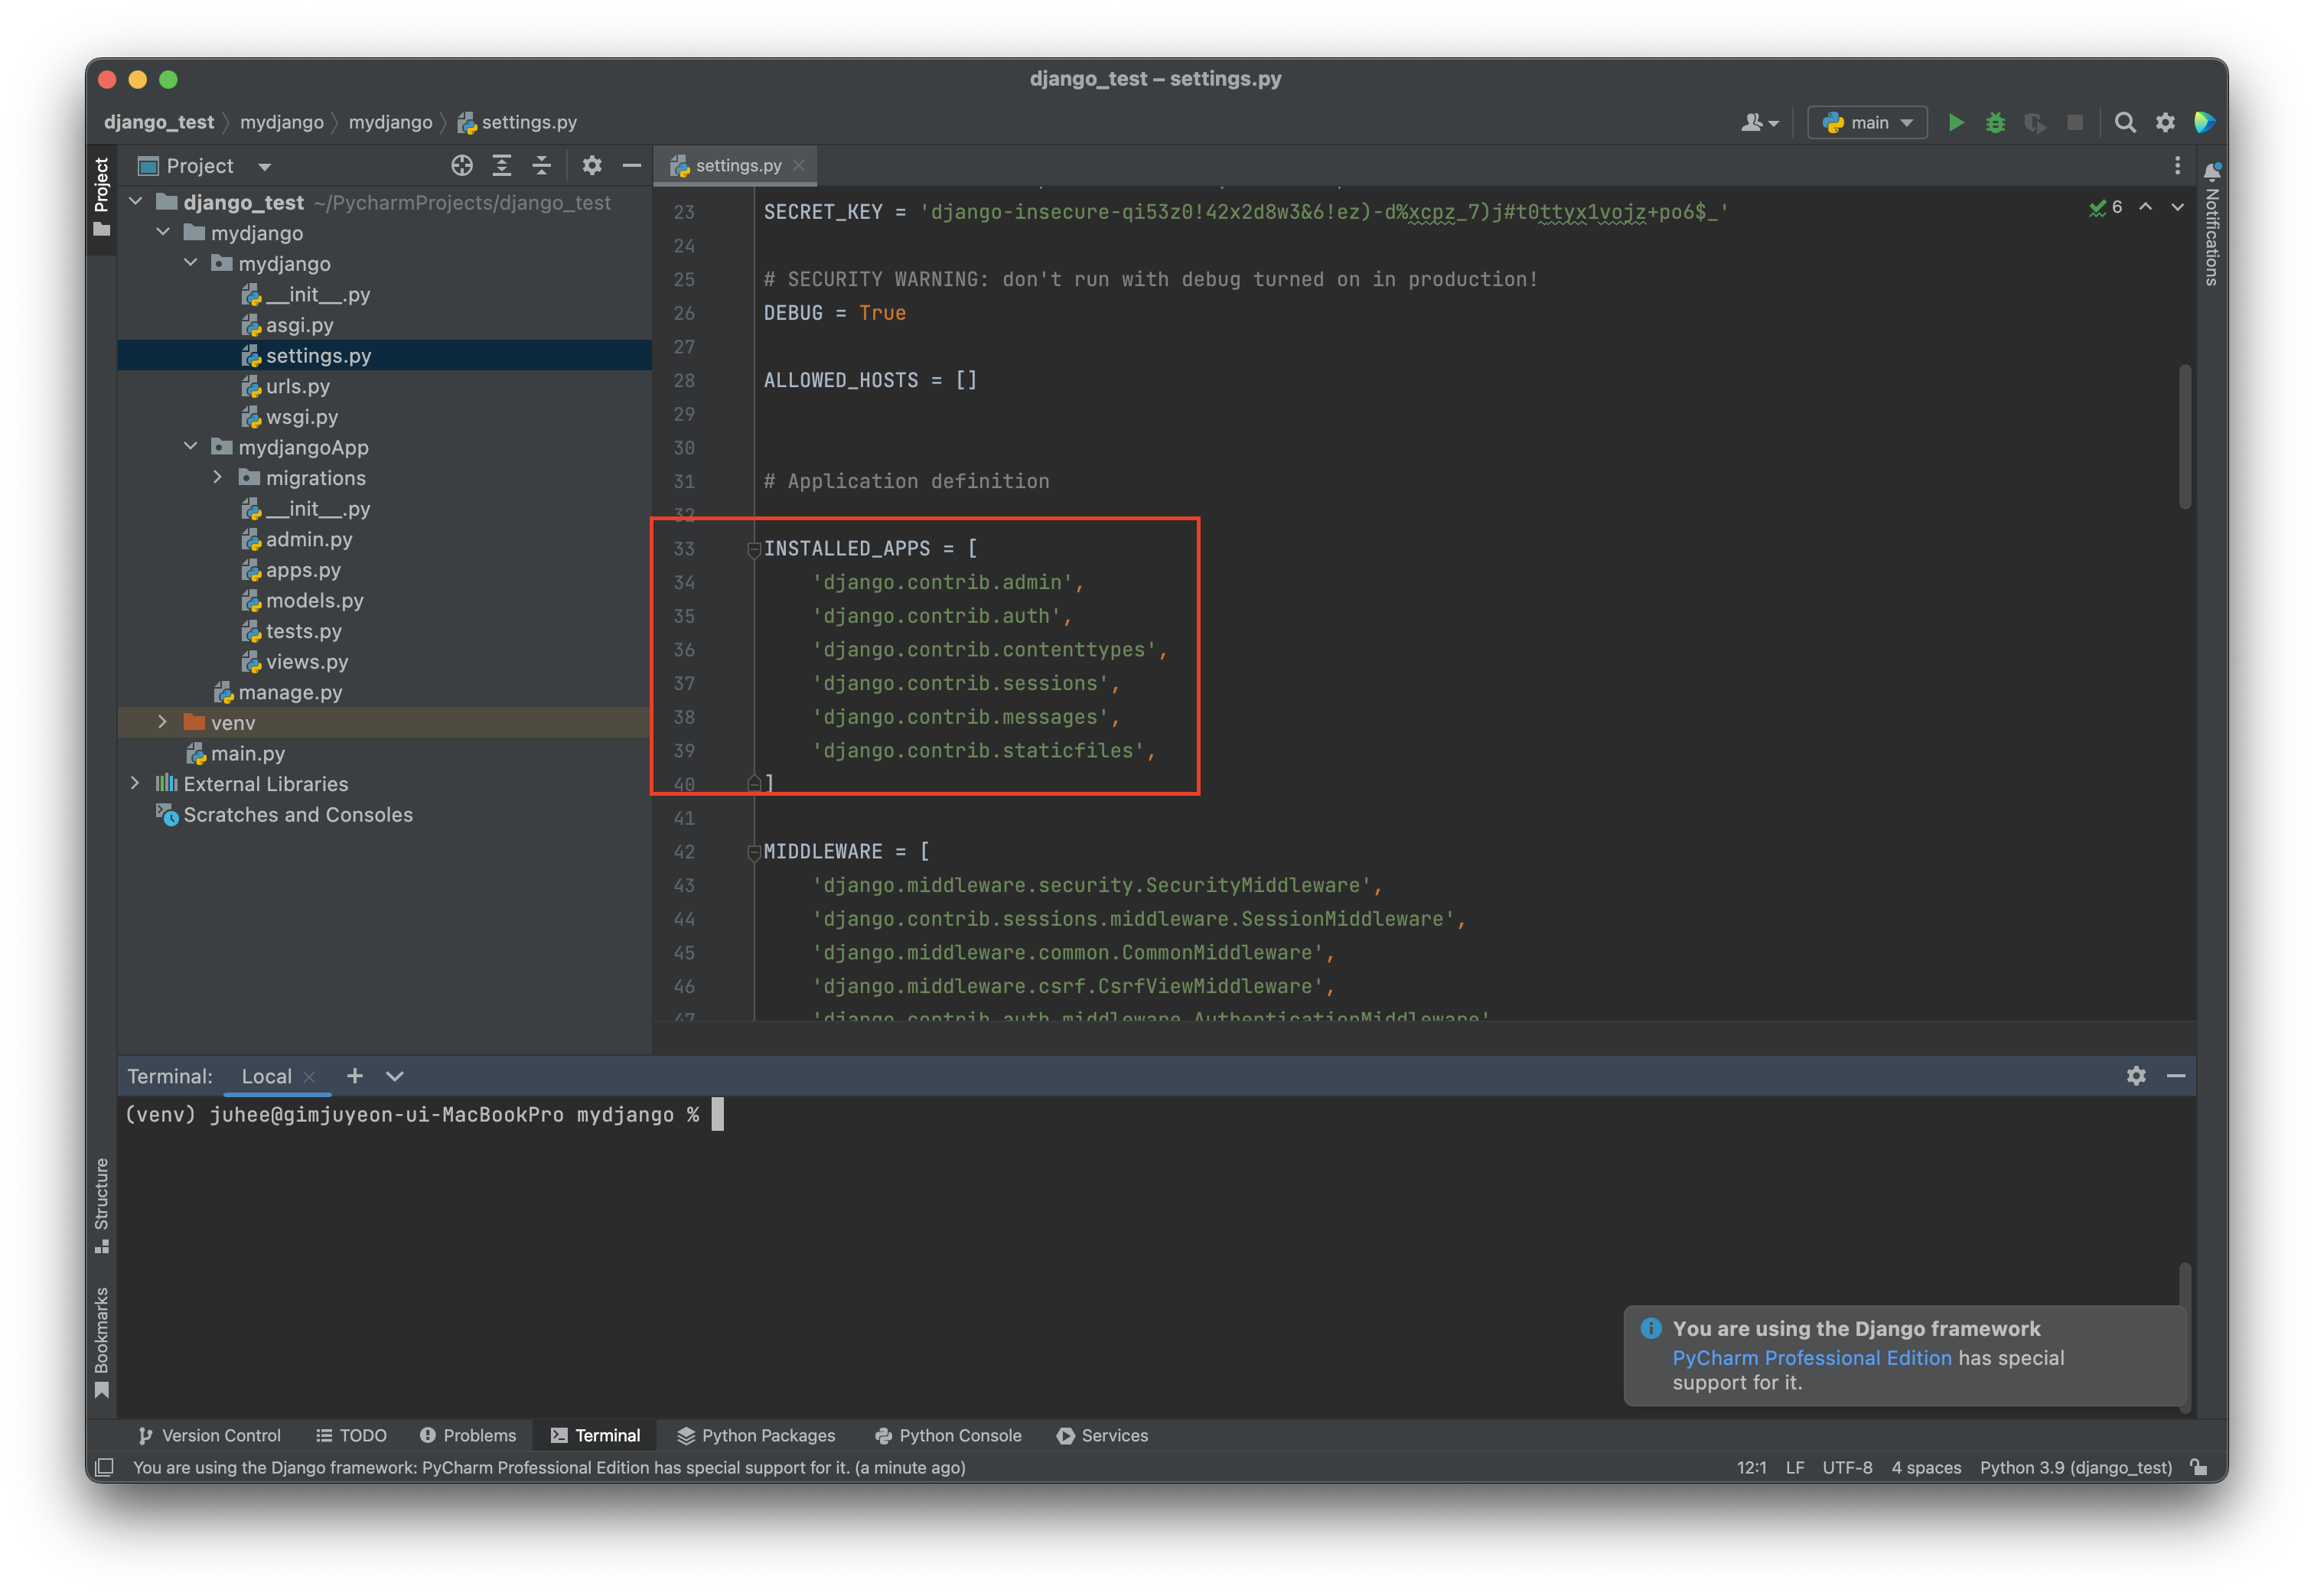 django_test – settings.py
django_test mydjango mydjango settings.py
main
Project
Project
settings.py
Notifications
django_test ~/PycharmProjects/django_test
mydjango
mydjango
__init__.py
asgi.py
settings.py
urls.py
wsgi.py
mydjangoApp
migrations
__init__.py
admin.py
apps.py
models.py
tests.py
views.py
manage.py
venv
main.py
External Libraries
Scratches and Consoles
6
23 SECRET_KEY = 'django-insecure-qi53z0!42x2d8w3&6!ez)-d%xcpz_7)j#t0ttyx1vojz+po6$_'
24
25 # SECURITY WARNING: don't run with debug turned on in production!
26 DEBUG = True
27
28 ALLOWED_HOSTS = []
29
30
31 # Application definition
32
33 INSTALLED_APPS = [
34 'django.contrib.admin',
35 'django.contrib.auth',
36 'django.contrib.contenttypes',
37 'django.contrib.sessions',
38 'django.contrib.messages',
39 'django.contrib.staticfiles',
40 ]
41
42 MIDDLEWARE = [
43 'django.middleware.security.SecurityMiddleware',
44 'django.contrib.sessions.middleware.SessionMiddleware',
45 'django.middleware.common.CommonMiddleware',
46 'django.middleware.csrf.CsrfViewMiddleware',
47 'django.contrib.auth.middleware.AuthenticationMiddleware'
Terminal: Local
(venv) juhee@gimjuyeon-ui-MacBookPro mydjango %
Structure
Bookmarks
You are using the Django framework
PyCharm Professional Edition has special
support for it.
Version Control TODO Problems Terminal Python Packages Python Console Services
You are using the Django framework: PyCharm Professional Edition has special support for it. (a minute ago) 12:1 LF UTF-8 4 spaces Python 3.9 (django_test)